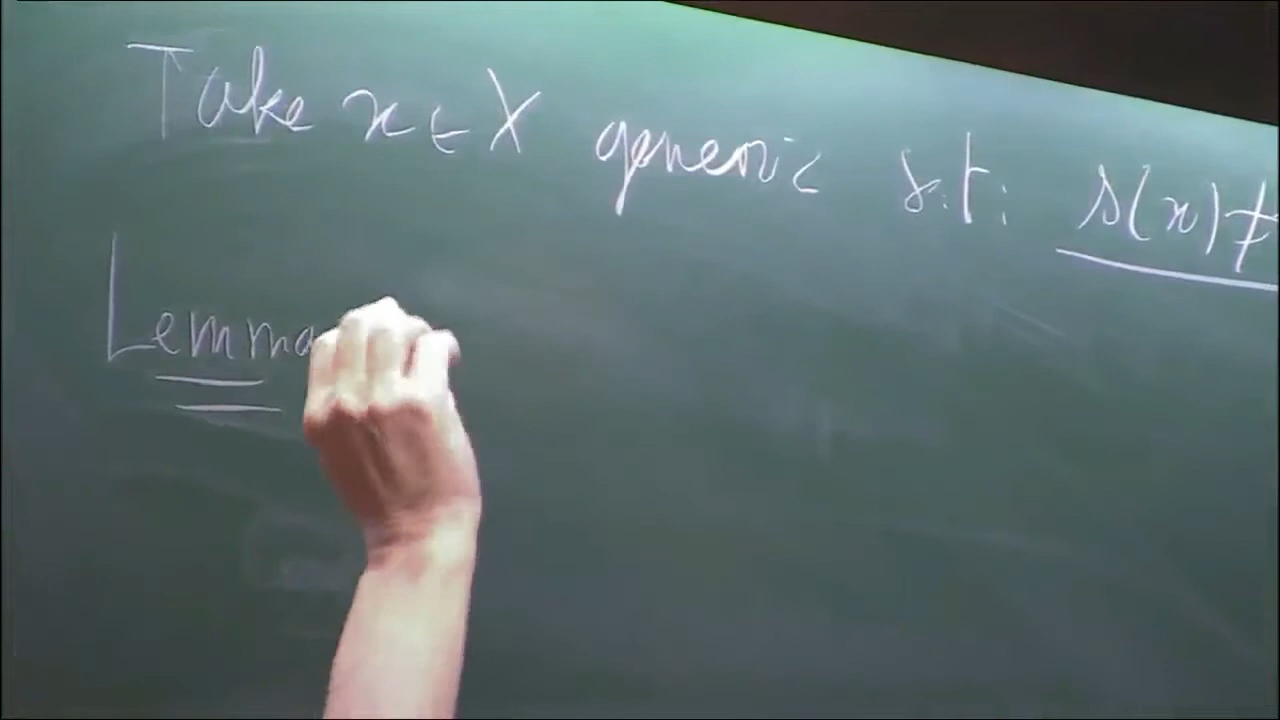 Take x ∈ X generic s.t. s(x) ≠
Lemma